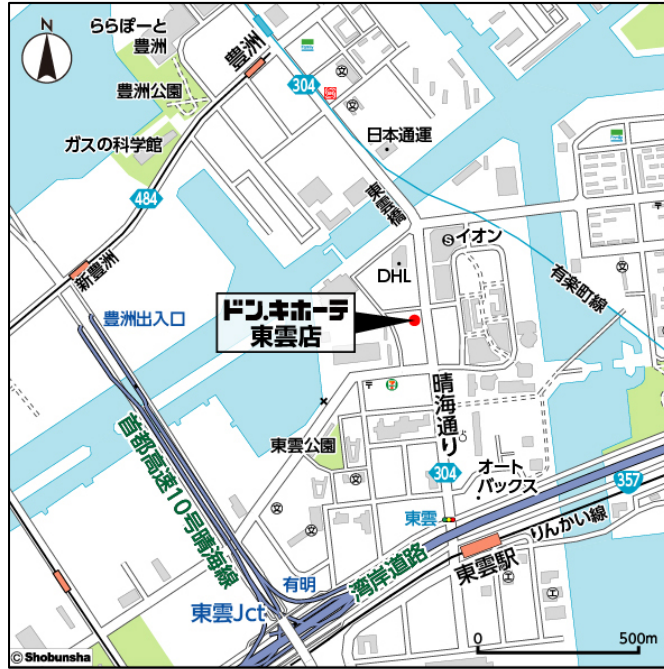 N
ららぽーと
豊洲
豊洲
304
豊洲公園
日本通運
ガスの科学館
484
東雲橋
イオン
S
DHL
新豊洲
有楽町線
豊洲出入口
ドン.キホーテ
東雲店
晴海通り
首都高速10号晴海線
東雲公園
304
オート
バックス
357
東雲
りんかい線
有明
湾岸道路
東雲駅
東雲Jct
0
500m
© Shobunsha